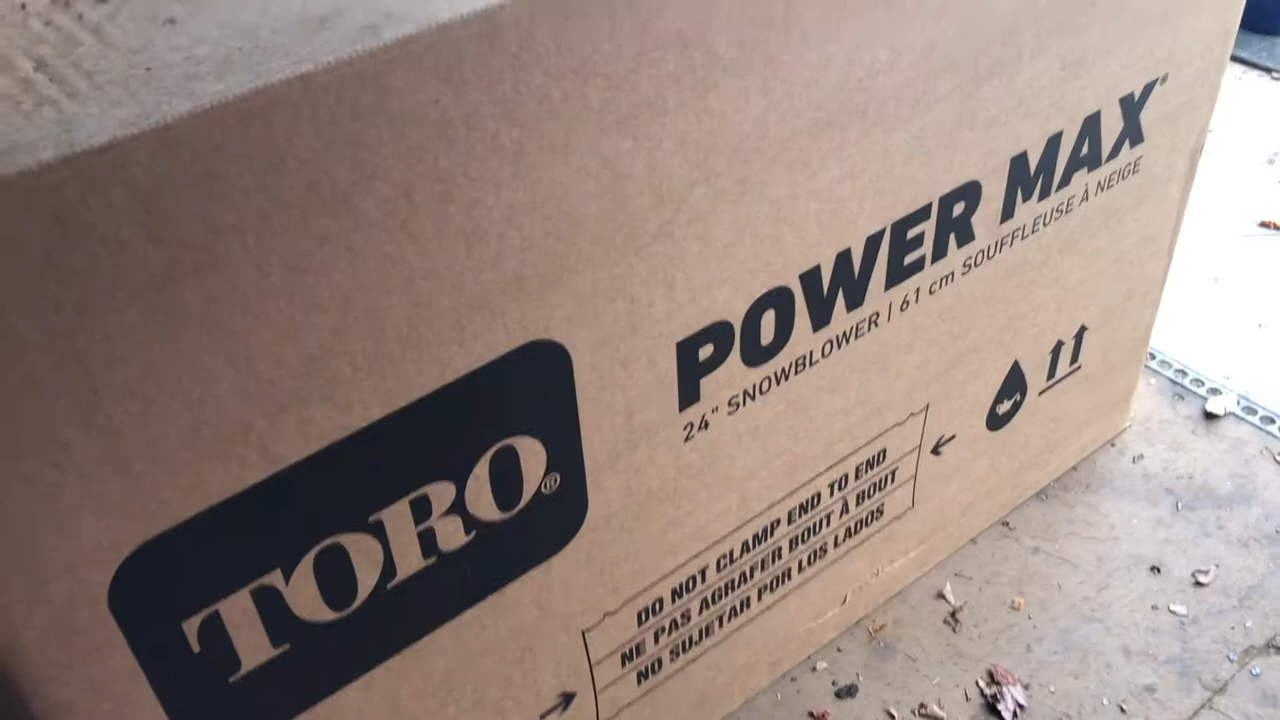 POWER MAX®
24" SNOWBLOWER | 61 cm SOUFFLEUSE À NEIGE
TORO®
DO NOT CLAMP END TO END
NE PAS AGRAFER BOUT À BOUT
NO SUJETAR POR LOS LADOS